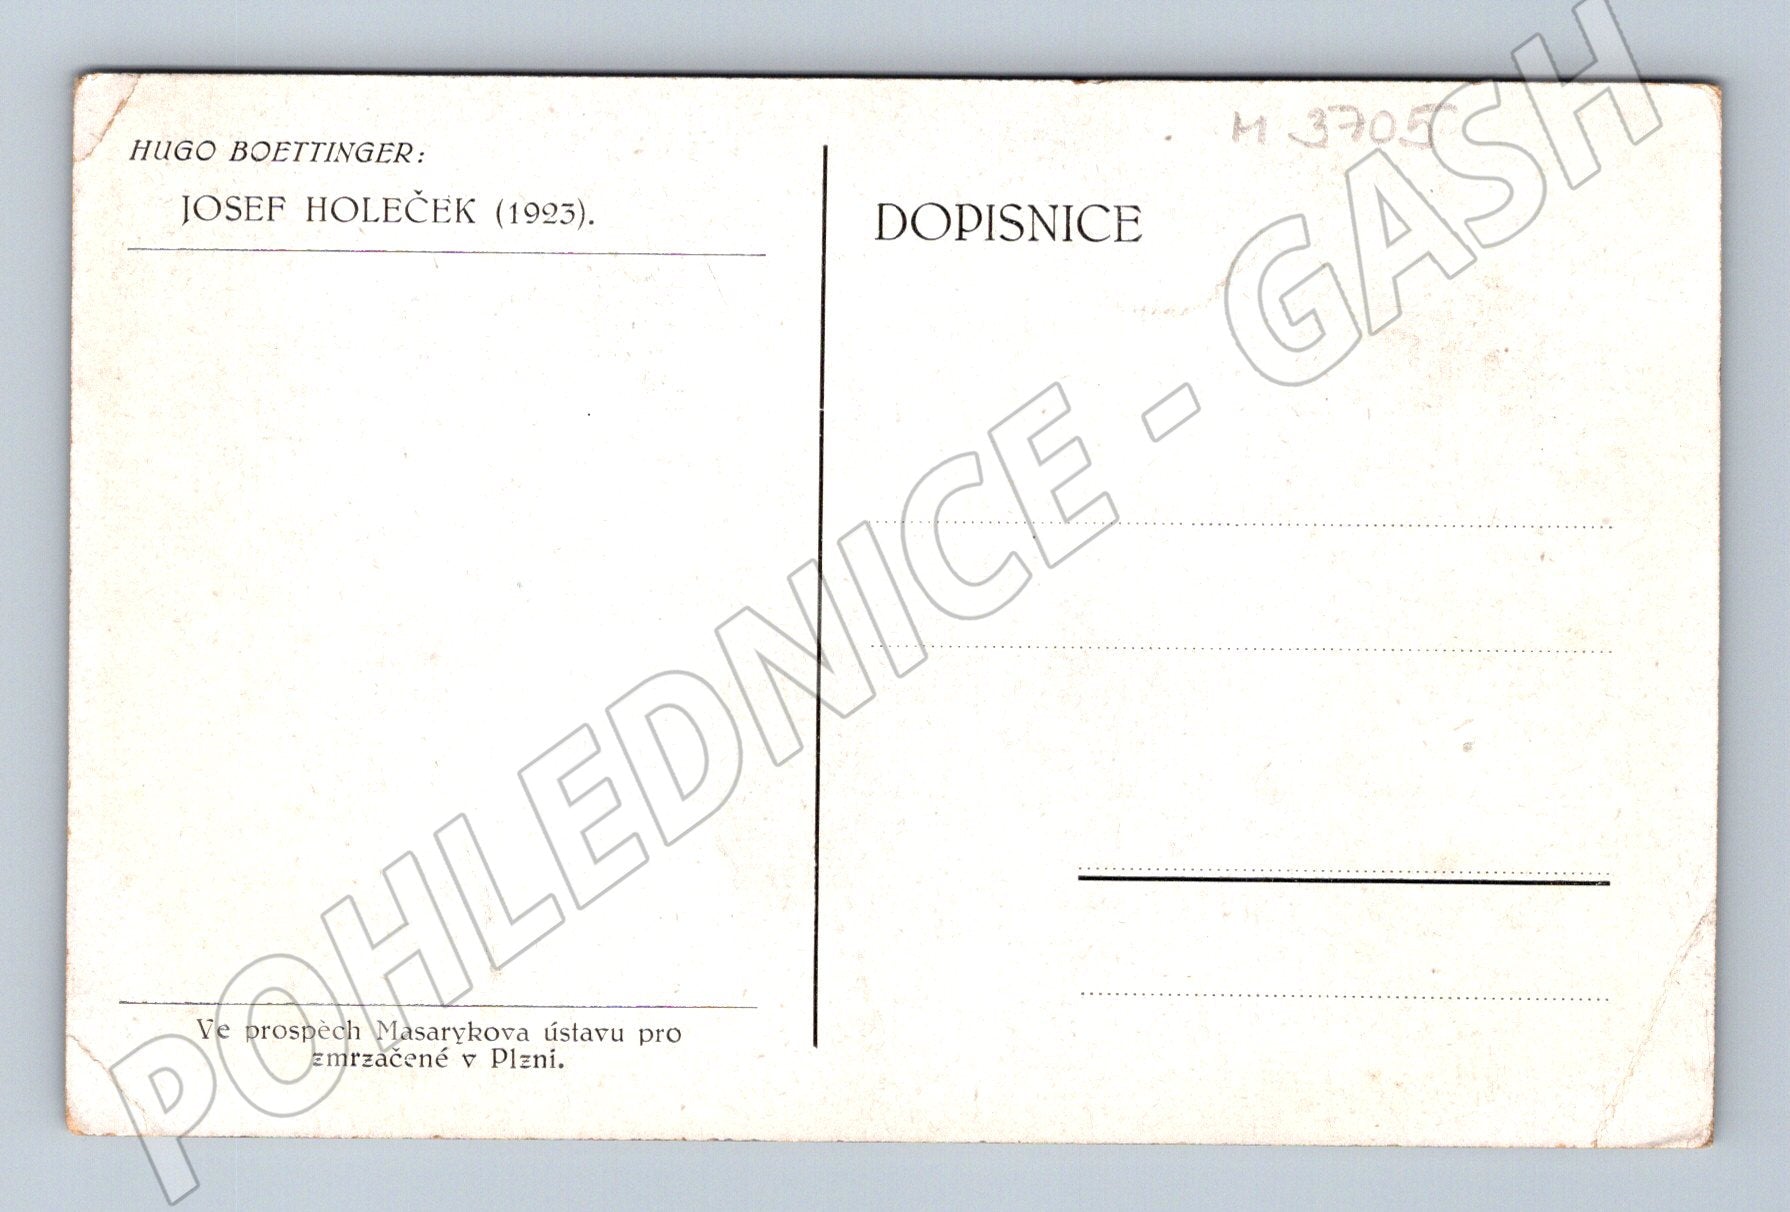 M 3705
HUGO BOETTINGER:
JOSEF HOLEČEK (1923).
DOPISNICE
Ve prospěch Masarykova ústavu pro
zmrzačené v Plzni.
POHLEDNICE - GASH